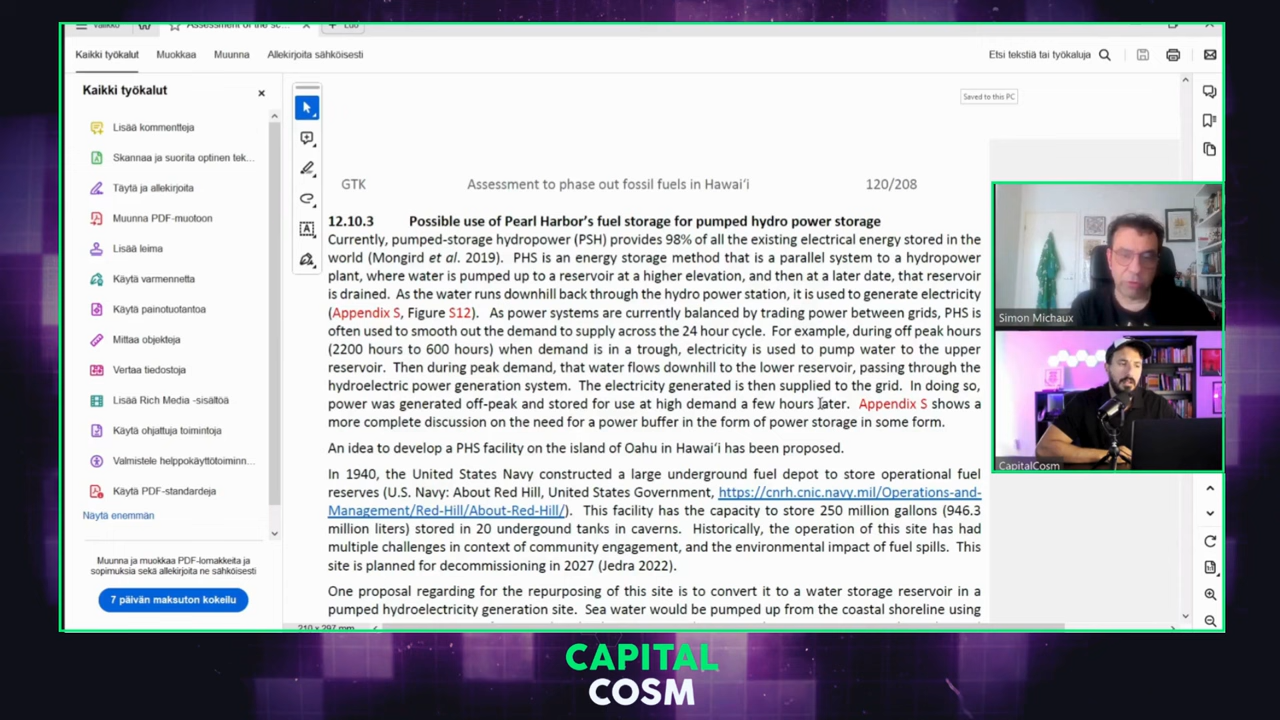 Valikko
Assessment of the sc...
+ Luo
Kaikki työkalut Muokkaa Muunna Allekirjoita sähköisesti
Etsi tekstiä tai työkaluja
Kaikki työkalut
Lisää kommentteja
Skannaa ja suorita optinen tek...
Täytä ja allekirjoita
Muunna PDF-muotoon
Lisää leima
Käytä varmennetta
Käytä painotuotantoa
Mittaa objekteja
Vertaa tiedostoja
Lisää Rich Media -sisältöä
Käytä ohjattuja toimintoja
Valmistele helppokäyttötoiminn...
Käytä PDF-standardeja
Näytä enemmän
Muunna ja muokkaa PDF-lomakkeita ja
sopimuksia sekä allekirjoita ne sähköisesti
7 päivän maksuton kokeilu
Saved to this PC
GTK Assessment to phase out fossil fuels in Hawai’i 120/208
12.10.3 Possible use of Pearl Harbor’s fuel storage for pumped hydro power storage
Currently, pumped-storage hydropower (PSH) provides 98% of all the existing electrical energy stored in the
world (Mongird et al. 2019). PHS is an energy storage method that is a parallel system to a hydropower
plant, where water is pumped up to a reservoir at a higher elevation, and then at a later date, that reservoir
is drained. As the water runs downhill back through the hydro power station, it is used to generate electricity
(Appendix S, Figure S12). As power systems are currently balanced by trading power between grids, PHS is
often used to smooth out the demand to supply across the 24 hour cycle. For example, during off peak hours
(2200 hours to 600 hours) when demand is in a trough, electricity is used to pump water to the upper
reservoir. Then during peak demand, that water flows downhill to the lower reservoir, passing through the
hydroelectric power generation system. The electricity generated is then supplied to the grid. In doing so,
power was generated off-peak and stored for use at high demand a few hours later. Appendix S shows a
more complete discussion on the need for a power buffer in the form of power storage in some form.
An idea to develop a PHS facility on the island of Oahu in Hawai’i has been proposed.
In 1940, the United States Navy constructed a large underground fuel depot to store operational fuel
reserves (U.S. Navy: About Red Hill, United States Government, https://cnrh.cnic.navy.mil/Operations-and-
Management/Red-Hill/About-Red-Hill/). This facility has the capacity to store 250 million gallons (946.3
million liters) stored in 20 undergound tanks in caverns. Historically, the operation of this site has had
multiple challenges in context of community engagement, and the environmental impact of fuel spills. This
site is planned for decommissioning in 2027 (Jedra 2022).
One proposal regarding for the repurposing of this site is to convert it to a water storage reservoir in a
pumped hydroelectricity generation site. Sea water would be pumped up from the coastal shoreline using
210 x 297 mm
Simon Michaux
CapitalCosm
CAPITAL
COSM